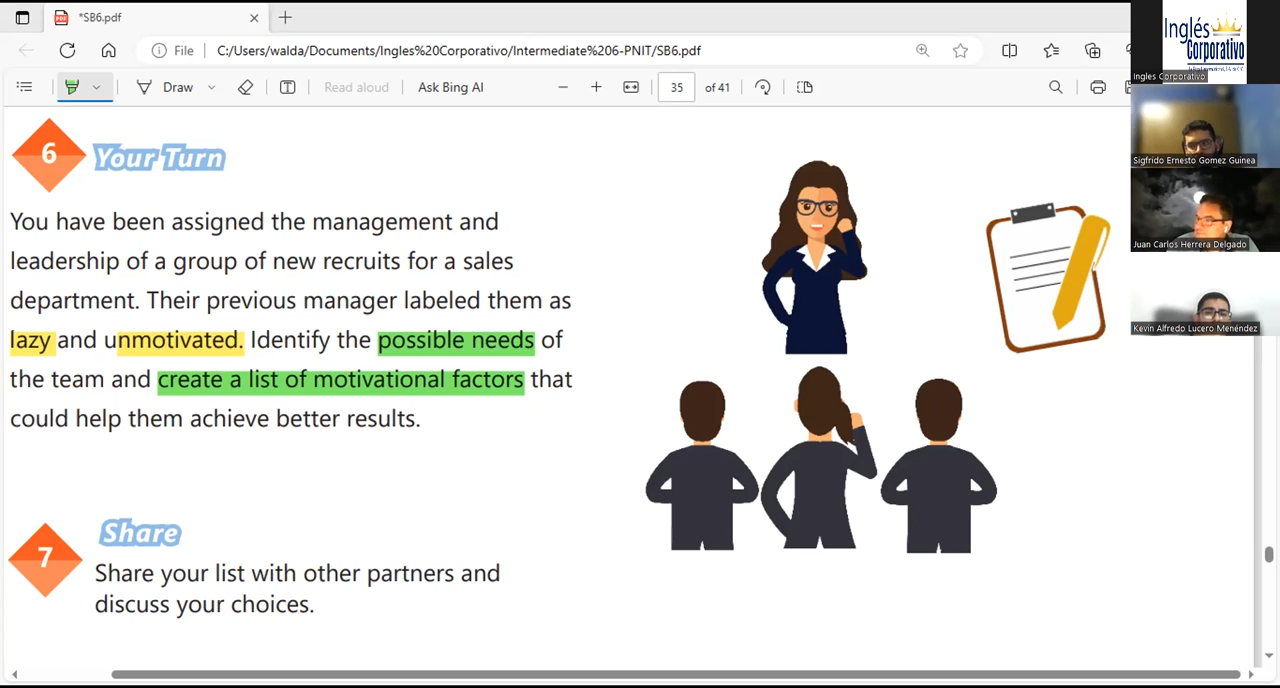 *SB6.pdf
File
C:/Users/walda/Documents/Ingles%20Corporativo/Intermediate%206-PNIT/SB6.pdf
Draw
Read aloud
Ask Bing AI
35
of 41
Inglés
Corporativo
Ingles Corporativo
Sigfrido Ernesto Gomez Guinea
Juan Carlos Herrera Delgado
Kevin Alfredo Lucero Menéndez
6
Your Turn
You have been assigned the management and
leadership of a group of new recruits for a sales
department. Their previous manager labeled them as
lazy and unmotivated. Identify the possible needs of
the team and create a list of motivational factors that
could help them achieve better results.
7
Share
Share your list with other partners and
discuss your choices.